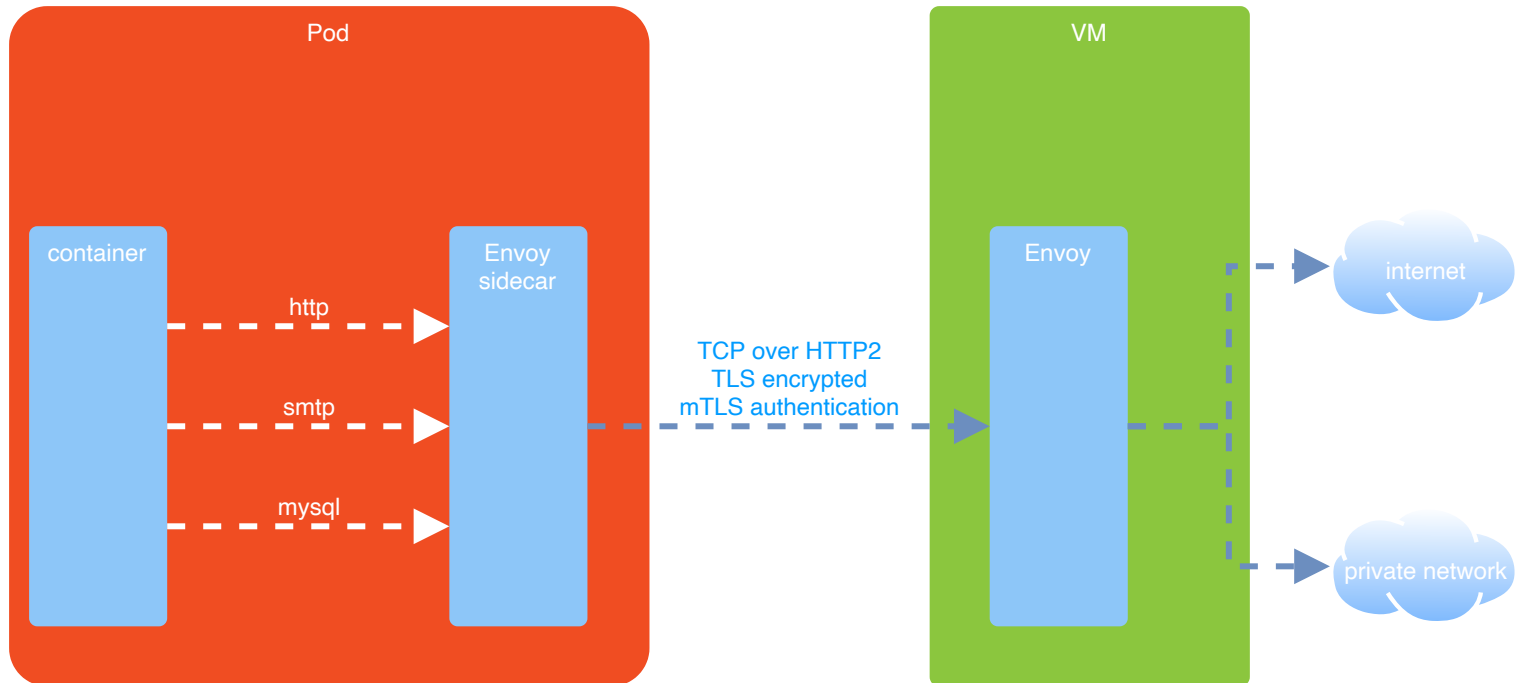 Pod
VM
container
Envoy
sidecar
Envoy
http
smtp
mysql
TCP over HTTP2
TLS encrypted
mTLS authentication
internet
private network